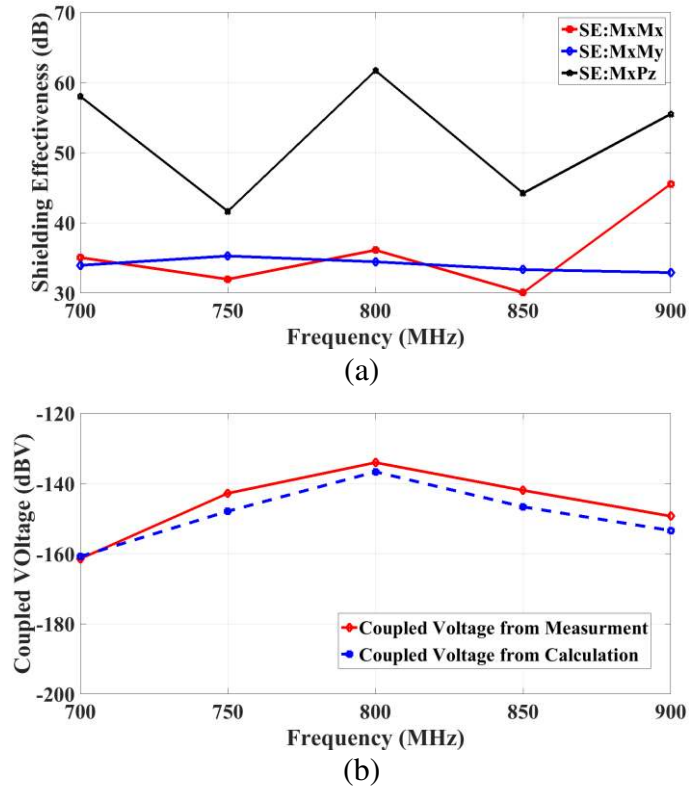 70
60
50
40
30
Shielding Effectiveness (dB)
SE:MxMx
SE:MxMy
SE:MxPz
700 750 800 850 900
Frequency (MHz)
(a)
-120
-140
-160
-180
-200
Coupled VOltage (dBV)
Coupled Voltage from Measurment
Coupled Voltage from Calculation
700 750 800 850 900
Frequency (MHz)
(b)